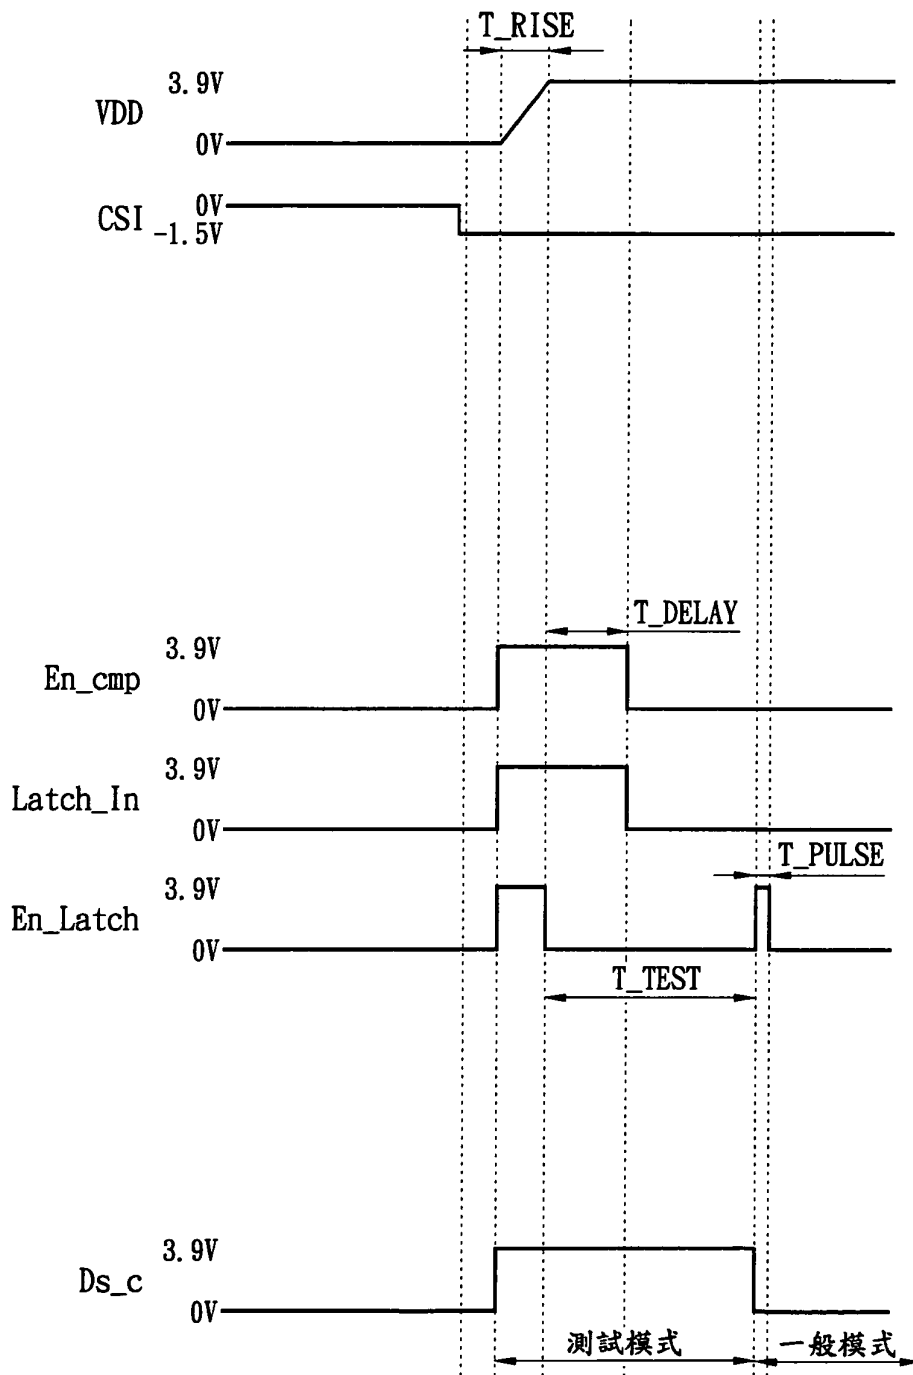 T_RISE
3.9V
VDD
0V
0V
CSI
-1.5V
T_DELAY
3.9V
En_cmp
0V
3.9V
Latch_In
0V
T_PULSE
3.9V
En_Latch
0V
T_TEST
3.9V
Ds_c
0V
測試模式
一般模式